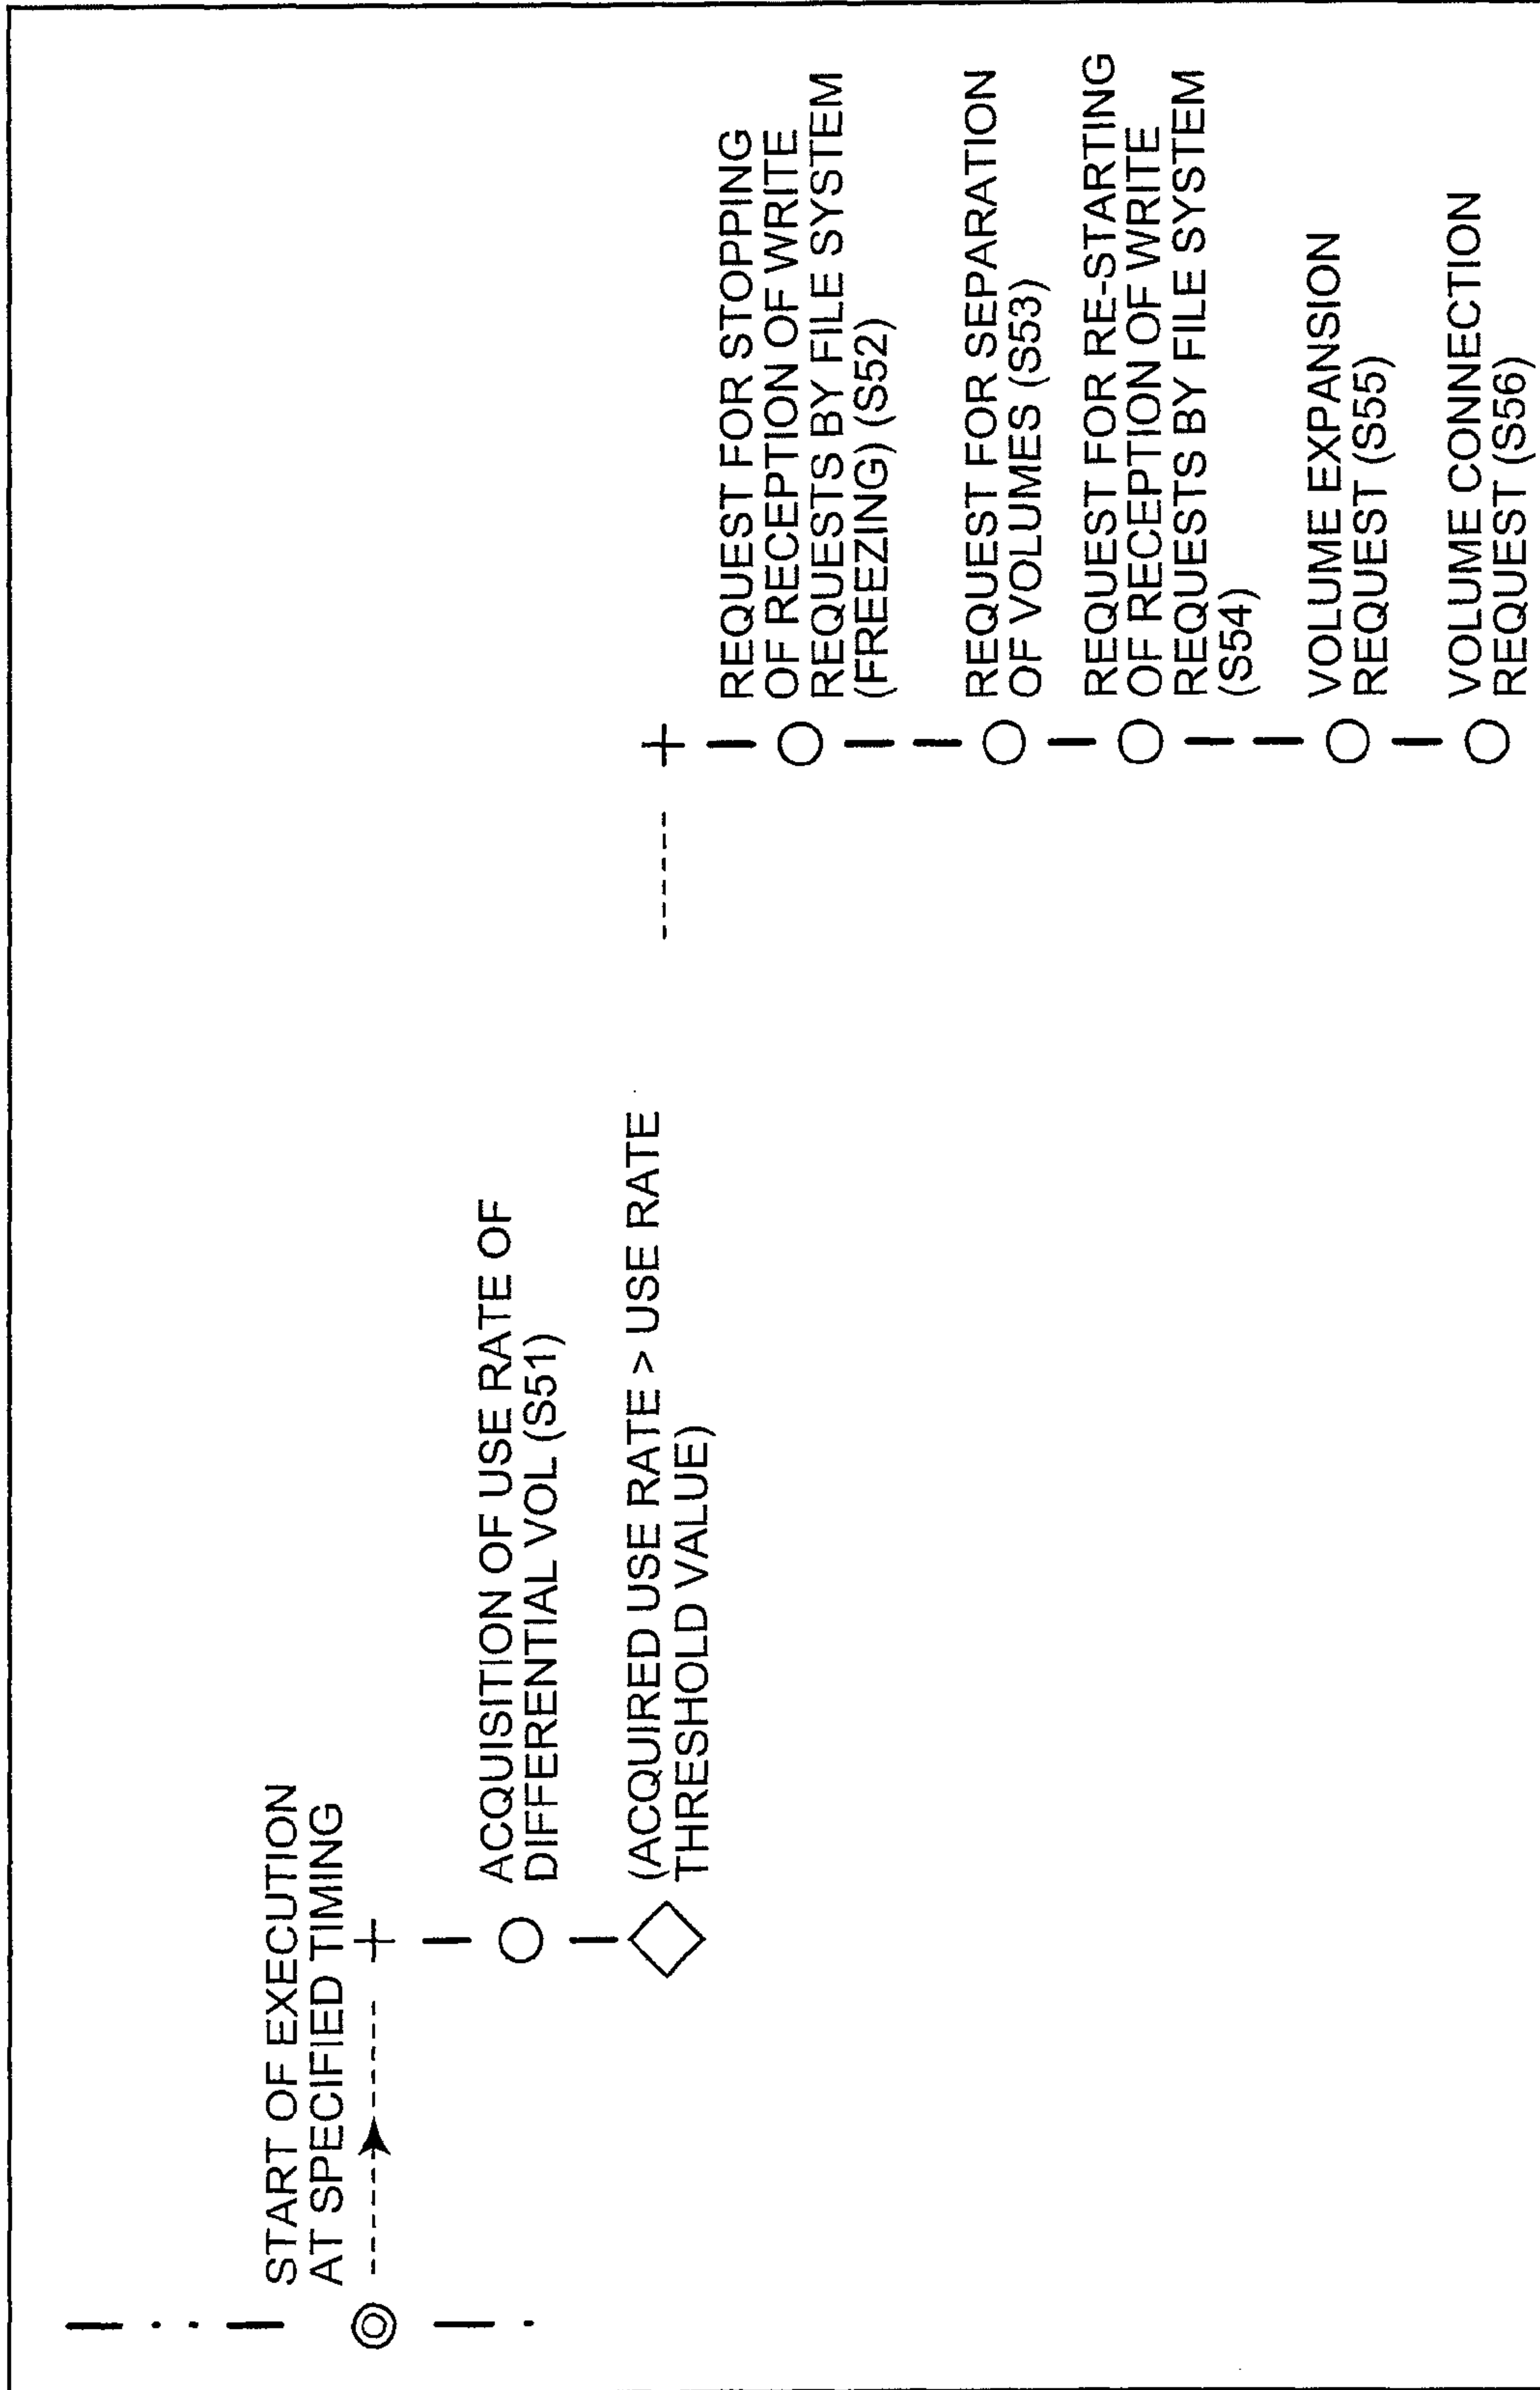 START OF EXECUTION
AT SPECIFIED TIMING
ACQUISITION OF USE RATE OF
DIFFERENTIAL VOL (S51)
(ACQUIRED USE RATE > USE RATE
THRESHOLD VALUE)
REQUEST FOR STOPPING
OF RECEPTION OF WRITE
REQUESTS BY FILE SYSTEM
(FREEZING) (S52)
REQUEST FOR SEPARATION
OF VOLUMES (S53)
REQUEST FOR RE-STARTING
OF RECEPTION OF WRITE
REQUESTS BY FILE SYSTEM
(S54)
VOLUME EXPANSION
REQUEST (S55)
VOLUME CONNECTION
REQUEST (S56)